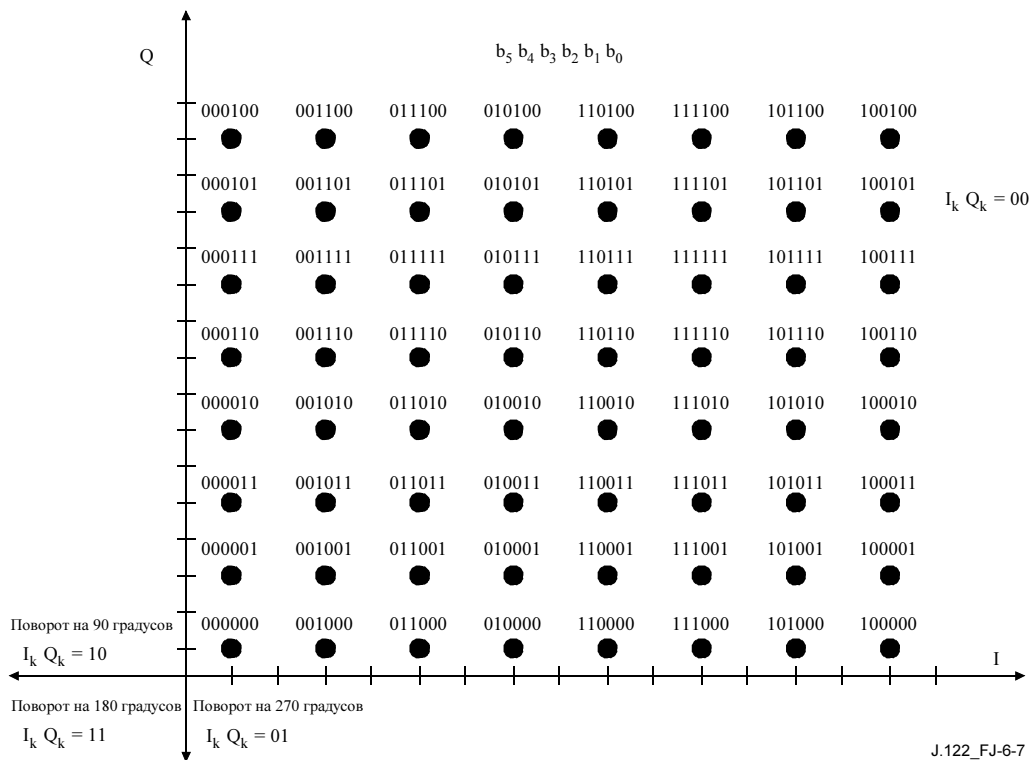 Q
b5 b4 b3 b2 b1 b0
000100 001100 011100 010100 110100 111100 101100 100100
000101 001101 011101 010101 110101 111101 101101 100101
Ik Qk = 00
000111 001111 011111 010111 110111 111111 101111 100111
000110 001110 011110 010110 110110 111110 101110 100110
000010 001010 011010 010010 110010 111010 101010 100010
000011 001011 011011 010011 110011 111011 101011 100011
000001 001001 011001 010001 110001 111001 101001 100001
Поворот на 90 градусов 000000 001000 011000 010000 110000 111000 101000 100000
Ik Qk = 10
I
Поворот на 180 градусов Поворот на 270 градусов
Ik Qk = 11 Ik Qk = 01
J.122_FJ-6-7